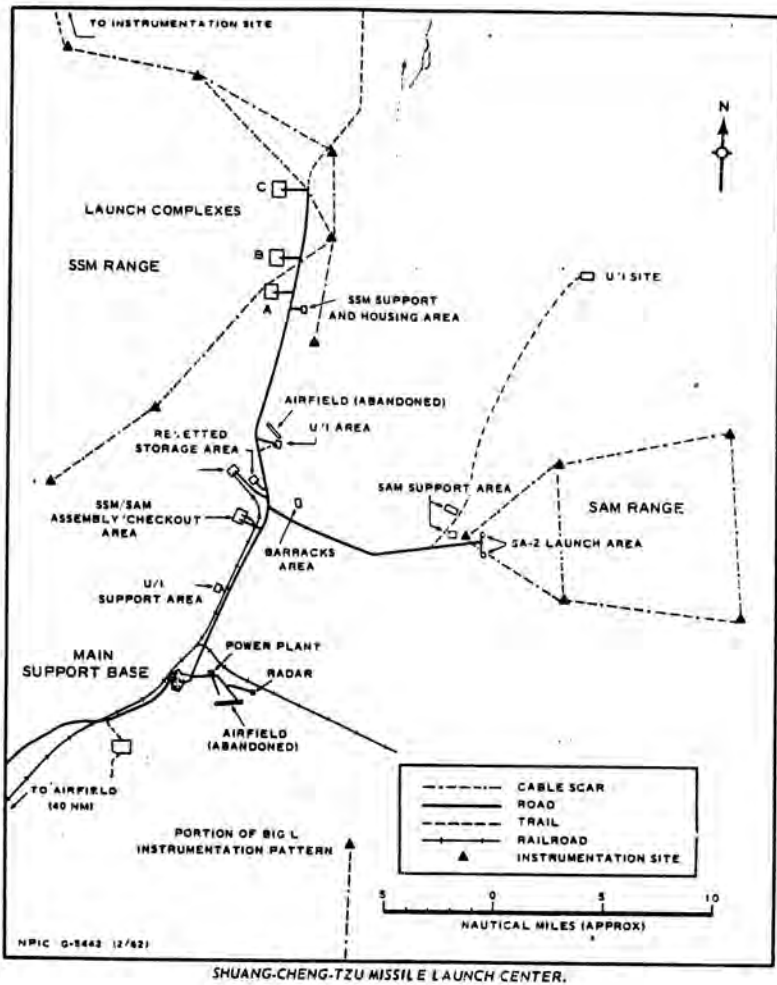 TO INSTRUMENTATION SITE
N
C
LAUNCH COMPLEXES
B
SSM RANGE
U/I SITE
A
SSM SUPPORT
AND HOUSING AREA
AIRFIELD (ABANDONED)
U/I AREA
REVETTED
STORAGE AREA
SAM SUPPORT AREA
SAM RANGE
SSM/SAM
ASSEMBLY/CHECKOUT
AREA
BARRACKS
AREA
SA-2 LAUNCH AREA
U/I
SUPPORT AREA
MAIN
SUPPORT BASE
POWER PLANT
RADAR
AIRFIELD
(ABANDONED)
TO AIRFIELD
(40 NM)
CABLE SCAR
ROAD
TRAIL
RAILROAD
INSTRUMENTATION SITE
PORTION OF BIG L
INSTRUMENTATION PATTERN
5 0 5 10
NAUTICAL MILES (APPROX)
NPIC G-5442 (2/62)
SHUANG-CHENG-TZU MISSILE LAUNCH CENTER.